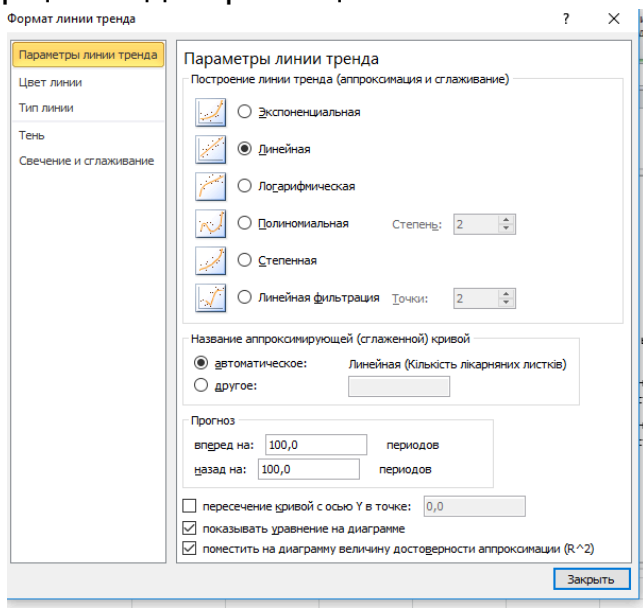 Формат линии тренда ? ×
Параметры линии тренда
Цвет линии
Тип линии
Тень
Свечение и сглаживание
Параметры линии тренда
Построение линии тренда (аппроксимация и сглаживание)
Экспоненциальная
Линейная
Логарифмическая
Полиномиальная Степень: 2
Степенная
Линейная фильтрация Точки: 2
Название аппроксимирующей (сглаженной) кривой
автоматическое: Линейная (Кількість лікарняних листків)
другое:
Прогноз
вперед на: 100,0 периодов
назад на: 100,0 периодов
пересечение кривой с осью Y в точке: 0,0
показывать уравнение на диаграмме
поместить на диаграмму величину достоверности аппроксимации (R^2)
Закрыть